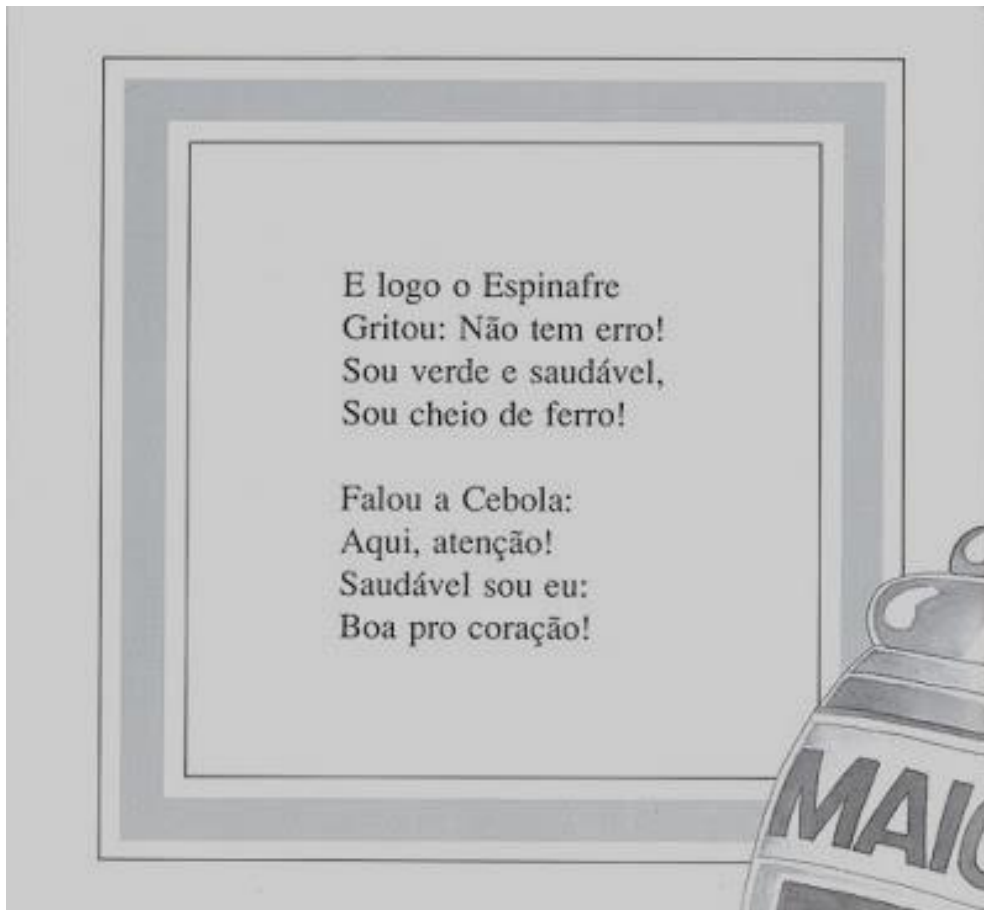 E logo o Espinafre
Gritou: Não tem erro!
Sou verde e saudável,
Sou cheio de ferro!
Falou a Cebola:
Aqui, atenção!
Saudável sou eu:
Boa pro coração!